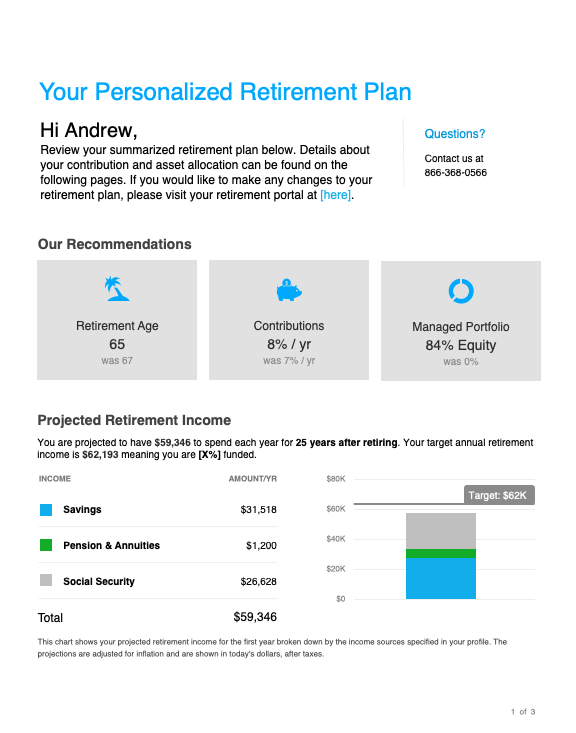 Your Personalized Retirement Plan
Hi Andrew,
Review your summarized retirement plan below. Details about
your contribution and asset allocation can be found on the
following pages. If you would like to make any changes to your
retirement plan, please visit your retirement portal at [here].
Questions?
Contact us at
866-368-0566
Our Recommendations
Retirement Age
65
was 67
Contributions
8% / yr
was 7% / yr
Managed Portfolio
84% Equity
was 0%
Projected Retirement Income
You are projected to have $59,346 to spend each year for 25 years after retiring. Your target annual retirement
income is $62,193 meaning you are [X%] funded.
INCOME AMOUNT/YR
Savings $31,518
Pension & Annuities $1,200
Social Security $26,628
Total $59,346
$80K
Target: $62K
$60K
$40K
$20K
$0
This chart shows your projected retirement income for the first year broken down by the income sources specified in your profile. The
projections are adjusted for inflation and are shown in today's dollars, after taxes.
1 of 3